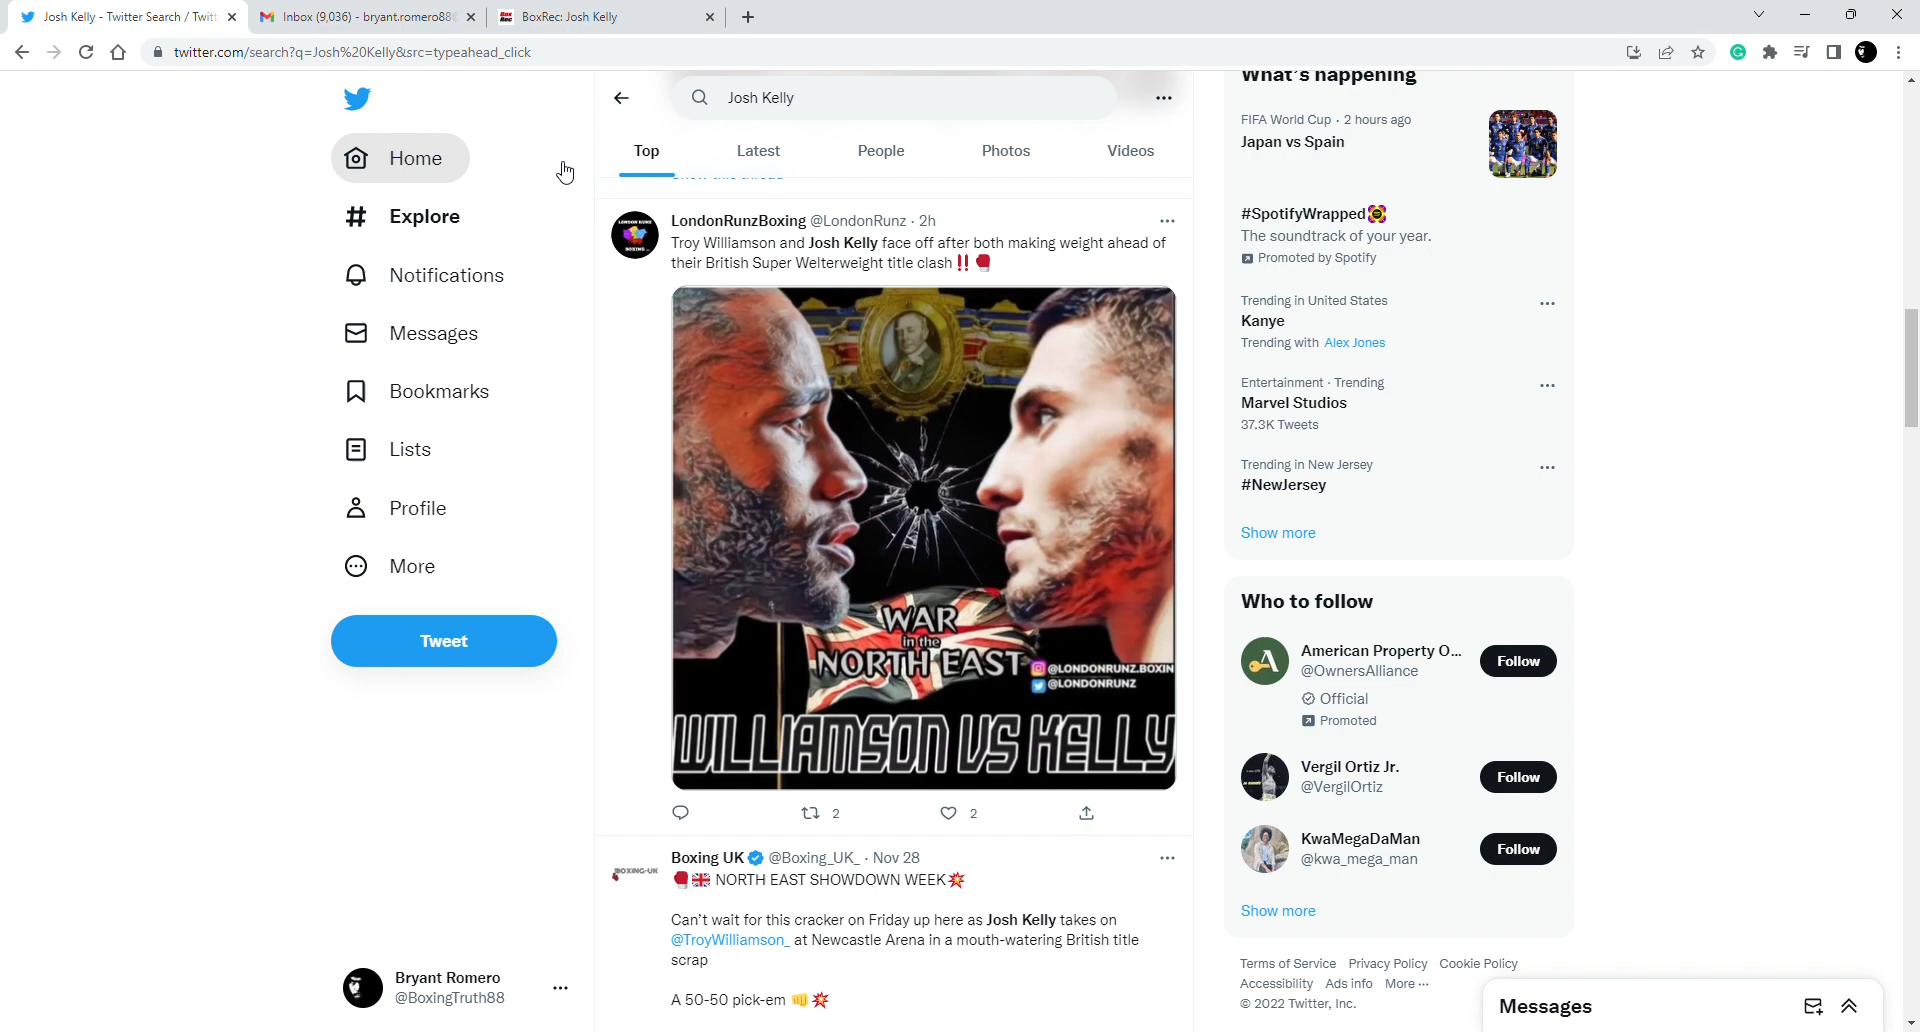 Josh Kelly - Twitter Search / Twitt
Inbox (9,036) - bryant.romero88
BoxRec: Josh Kelly
twitter.com/search?q=Josh%20Kelly&src=typeahead_click
Home
Explore
Notifications
Messages
Bookmarks
Lists
Profile
More
Tweet
Bryant Romero
@BoxingTruth88
Josh Kelly
Top Latest People Photos Videos
LondonRunzBoxing @LondonRunz · 2h
Troy Williamson and Josh Kelly face off after both making weight ahead of
their British Super Welterweight title clash ‼️🥊
WAR
in the
NORTH EAST
@LONDONRUNZ.BOXIN
@LONDONRUNZ
WILLIAMSON VS KELLY
2 2
BOXING-UK
Boxing UK @Boxing_UK_ · Nov 28
🥊🇬🇧 NORTH EAST SHOWDOWN WEEK💥
Can't wait for this cracker on Friday up here as Josh Kelly takes on
@TroyWilliamson_ at Newcastle Arena in a mouth-watering British title
scrap
A 50-50 pick-em 👊💥
What's happening
FIFA World Cup · 2 hours ago
Japan vs Spain
#SpotifyWrapped
The soundtrack of your year.
Promoted by Spotify
Trending in United States
Kanye
Trending with Alex Jones
Entertainment · Trending
Marvel Studios
37.3K Tweets
Trending in New Jersey
#NewJersey
Show more
Who to follow
American Property O...
@OwnersAlliance
Official
Promoted
Follow
Vergil Ortiz Jr.
@VergilOrtiz
Follow
KwaMegaDaMan
@kwa_mega_man
Follow
Show more
Terms of Service Privacy Policy Cookie Policy
Accessibility Ads info More ···
© 2022 Twitter, Inc.
Messages